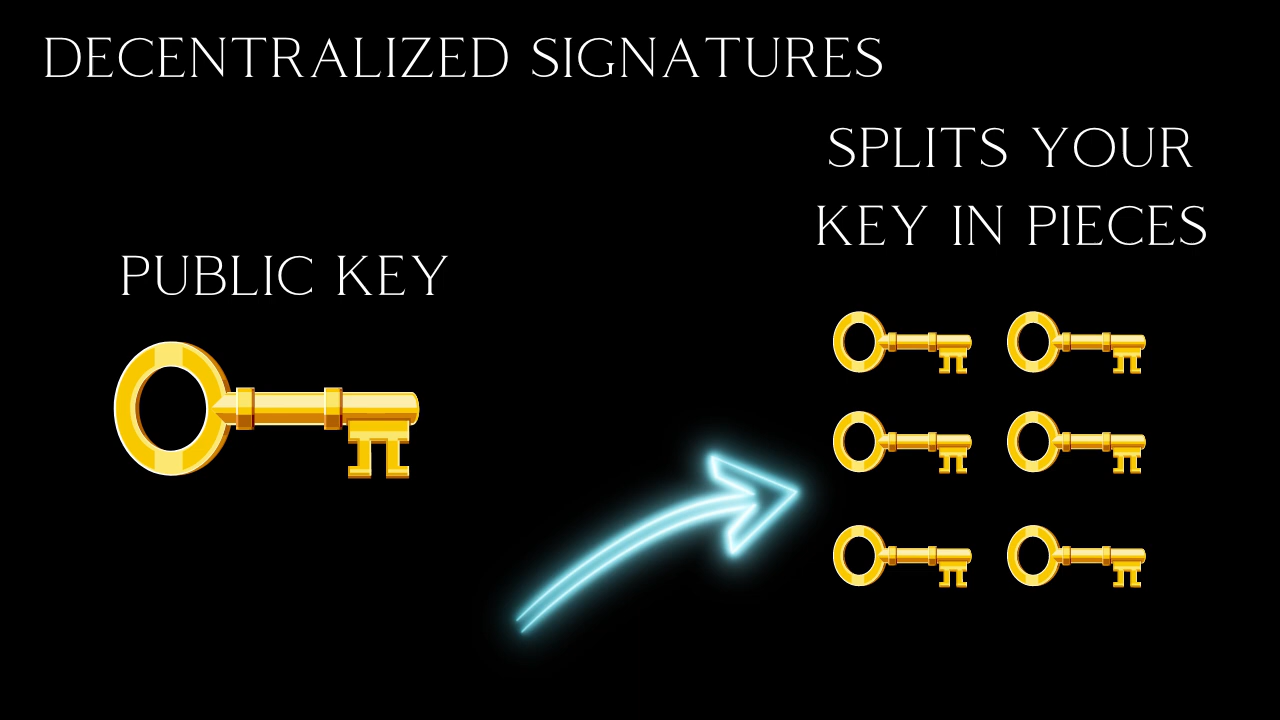 DECENTRALIZED SIGNATURES
SPLITS YOUR
KEY IN PIECES
PUBLIC KEY